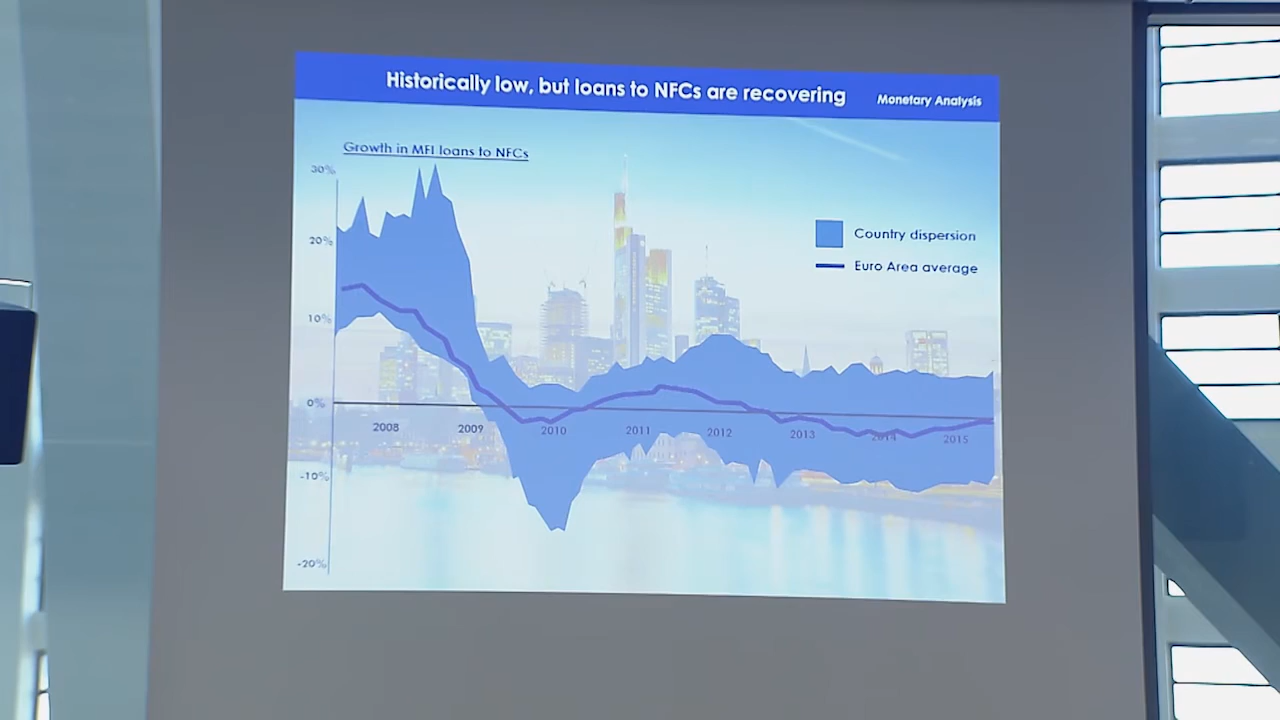 Historically low, but loans to NFCs are recovering
Monetary Analysis
Growth in MFI loans to NFCs
30%
20%
10%
0%
-10%
-20%
Country dispersion
Euro Area average
2008
2009
2010
2011
2012
2013
2014
2015